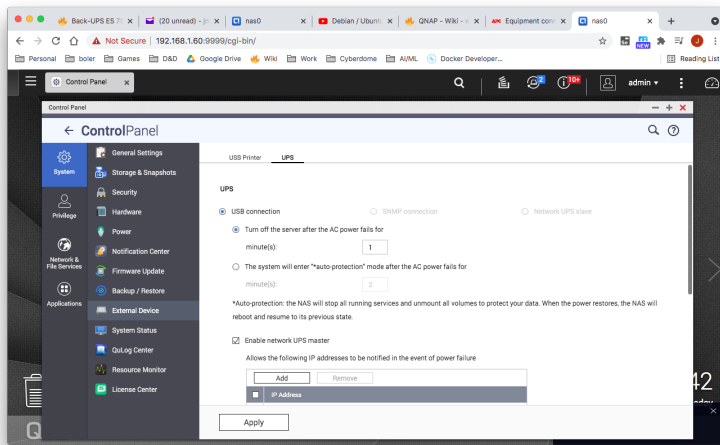 Back-UPS ES 7
(20 unread) - j
nas0
Debian / Ubunt
QNAP - Wiki -
APC Equipment conn
nas0
Not Secure | 192.168.1.60:9999/cgi-bin/
NEW
J
Personal boler Games D&D Google Drive Wiki Work Cyberdome AI/ML Docker Developer... Reading List
Control Panel 2 10+ admin
Control Panel
ControlPanel
System
Privilege
Network &
File Services
Applications
General Settings
Storage & Snapshots
Security
Hardware
Power
Notification Center
Firmware Update
Backup / Restore
External Device
System Status
QuLog Center
Resource Monitor
License Center
USB Printer UPS
UPS
USB connection SNMP connection Network UPS slave
Turn off the server after the AC power fails for
minute(s): 1
The system will enter "*auto-protection" mode after the AC power fails for
minute(s): 2
*Auto-protection: the NAS will stop all running services and unmount all volumes to protect your data. When the power restores, the NAS will
reboot and resume to its previous state.
Enable network UPS master
Allows the following IP addresses to be notified in the event of power failure
Add Remove
IP Address
Apply
42